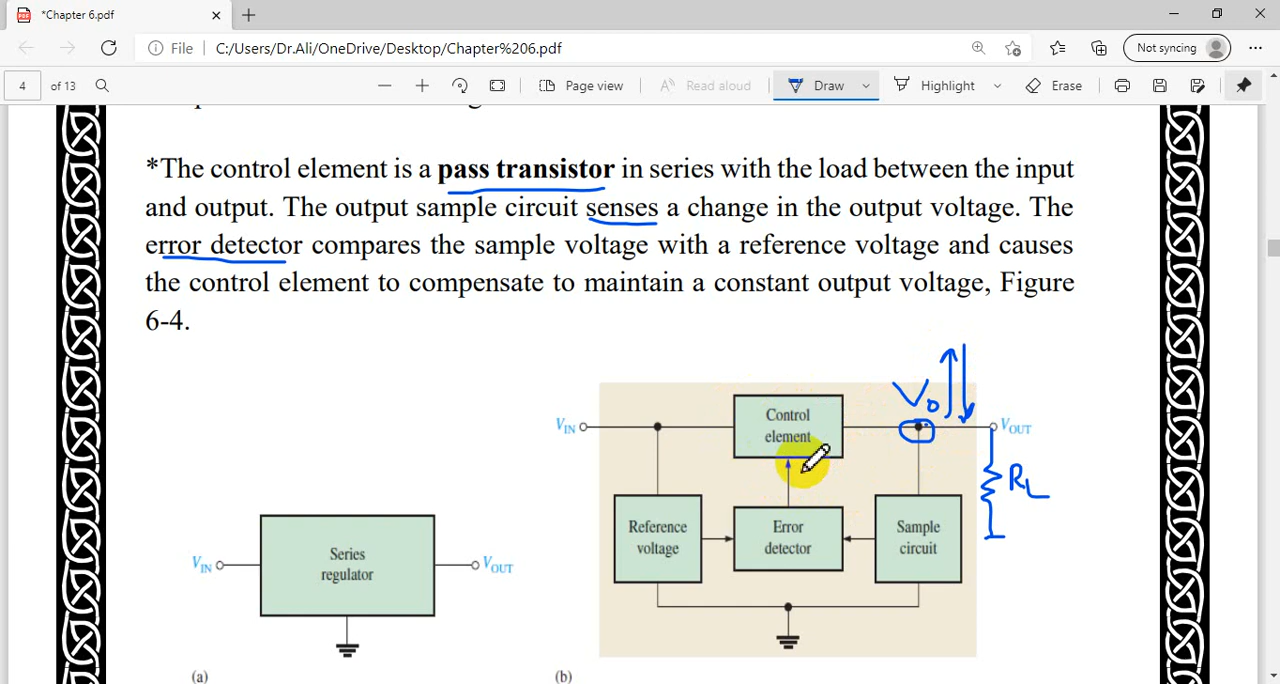 *Chapter 6.pdf
File | C:/Users/Dr.Ali/OneDrive/Desktop/Chapter%206.pdf
Not syncing
4 of 13
Page view
Read aloud
Draw
Highlight
Erase
*The control element is a pass transistor in series with the load between the input
and output. The output sample circuit senses a change in the output voltage. The
error detector compares the sample voltage with a reference voltage and causes
the control element to compensate to maintain a constant output voltage, Figure
6-4.
Vo
VIN
Control
element
VOUT
RL
Reference
voltage
Error
detector
Sample
circuit
VIN
Series
regulator
VOUT
(a)
(b)